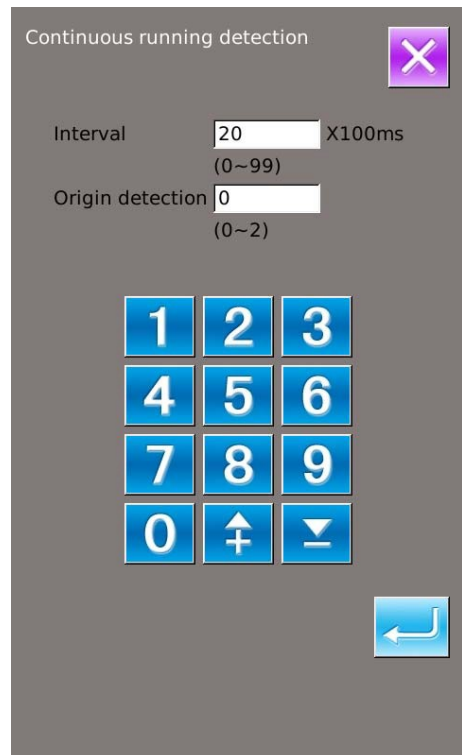 Continuous running detection
Interval 20 X100ms
(0~99)
Origin detection 0
(0~2)
1 2 3
4 5 6
7 8 9
0